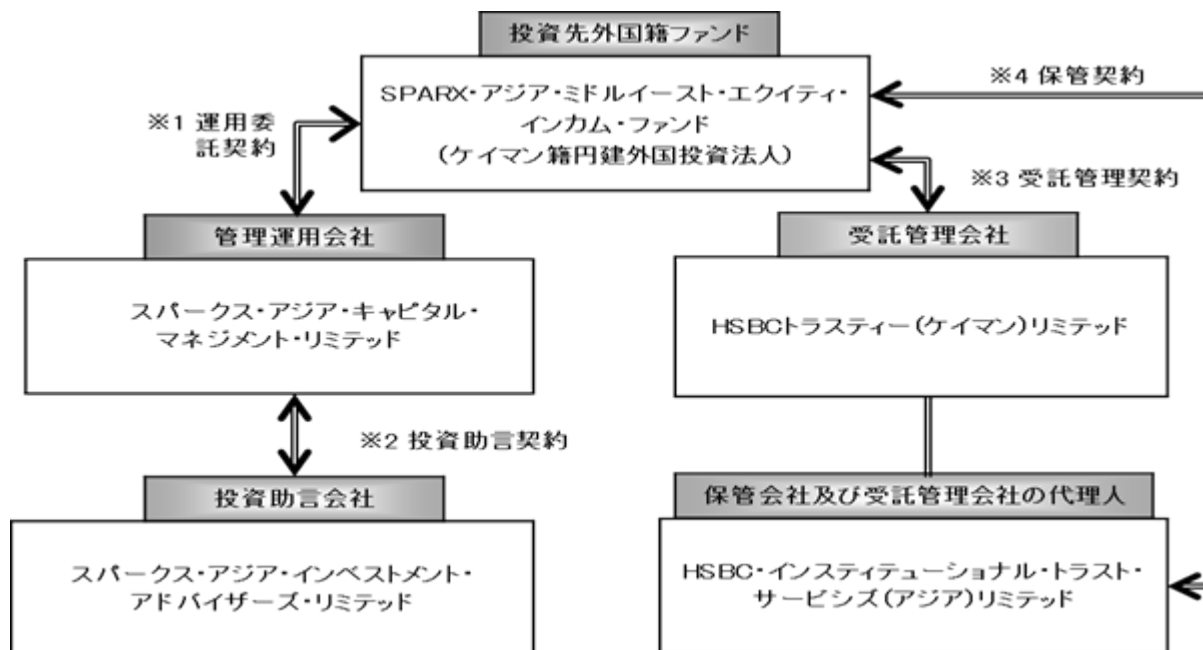 投資先外国籍ファンド
SPARX・アジア・ミドルイースト・エクイティ・
インカム・ファンド
(ケイマン籍円建外国投資法人)
※4 保管契約
※1 運用委
託契約
※3 受託管理契約
管理運用会社
スパークス・アジア・キャピタル・
マネジメント・リミテッド
受託管理会社
HSBCトラスティー(ケイマン)リミテッド
※2 投資助言契約
投資助言会社
スパークス・アジア・インベストメント・
アドバイザーズ・リミテッド
保管会社及び受託管理会社の代理人
HSBC・インスティテューショナル・トラスト・
サービシズ(アジア)リミテッド